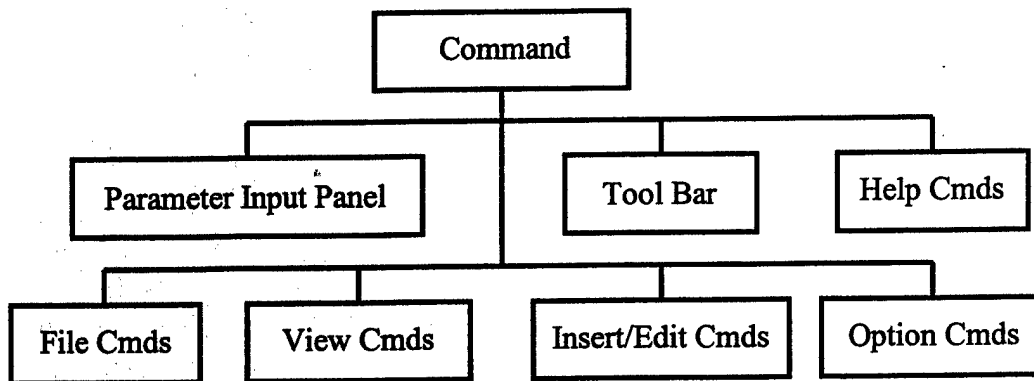 Command
Parameter Input Panel
Tool Bar
Help Cmds
File Cmds
View Cmds
Insert/Edit Cmds
Option Cmds